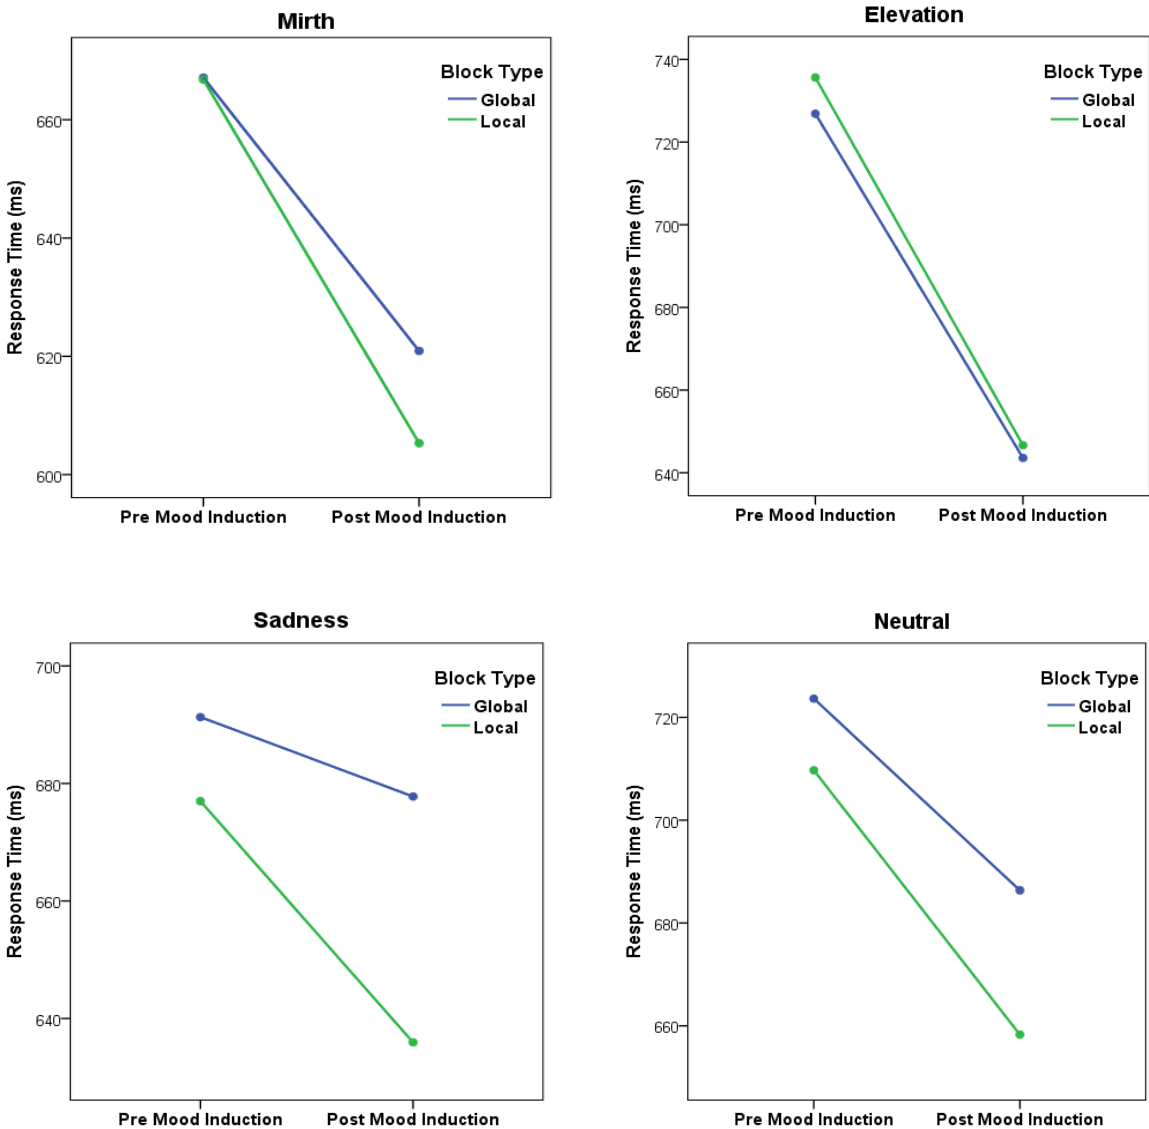 Mirth
Block Type
Global
Local
660
640
620
600
Response Time (ms)
Pre Mood Induction
Post Mood Induction
Elevation
Block Type
Global
Local
740
720
700
680
660
640
Response Time (ms)
Pre Mood Induction
Post Mood Induction
Sadness
Block Type
Global
Local
700
680
660
640
Response Time (ms)
Pre Mood Induction
Post Mood Induction
Neutral
Block Type
Global
Local
720
700
680
660
Response Time (ms)
Pre Mood Induction
Post Mood Induction